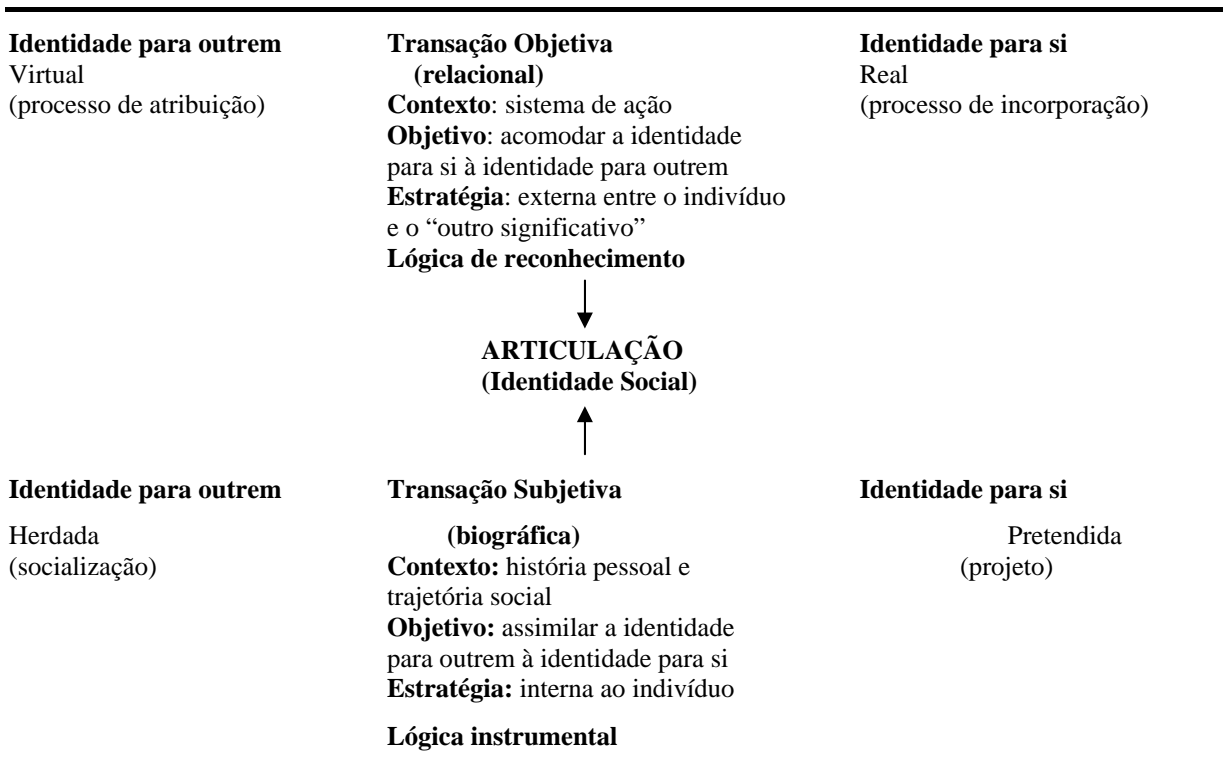 Identidade para outrem
Virtual
(processo de atribuição)
Transação Objetiva
(relacional)
Contexto: sistema de ação
Objetivo: acomodar a identidade
para si à identidade para outrem
Estratégia: externa entre o indivíduo
e o “outro significativo”
Lógica de reconhecimento
Identidade para si
Real
(processo de incorporação)
ARTICULAÇÃO
(Identidade Social)
Identidade para outrem
Herdada
(socialização)
Transação Subjetiva
(biográfica)
Contexto: história pessoal e
trajetória social
Objetivo: assimilar a identidade
para outrem à identidade para si
Estratégia: interna ao indivíduo
Lógica instrumental
Identidade para si
Pretendida
(projeto)